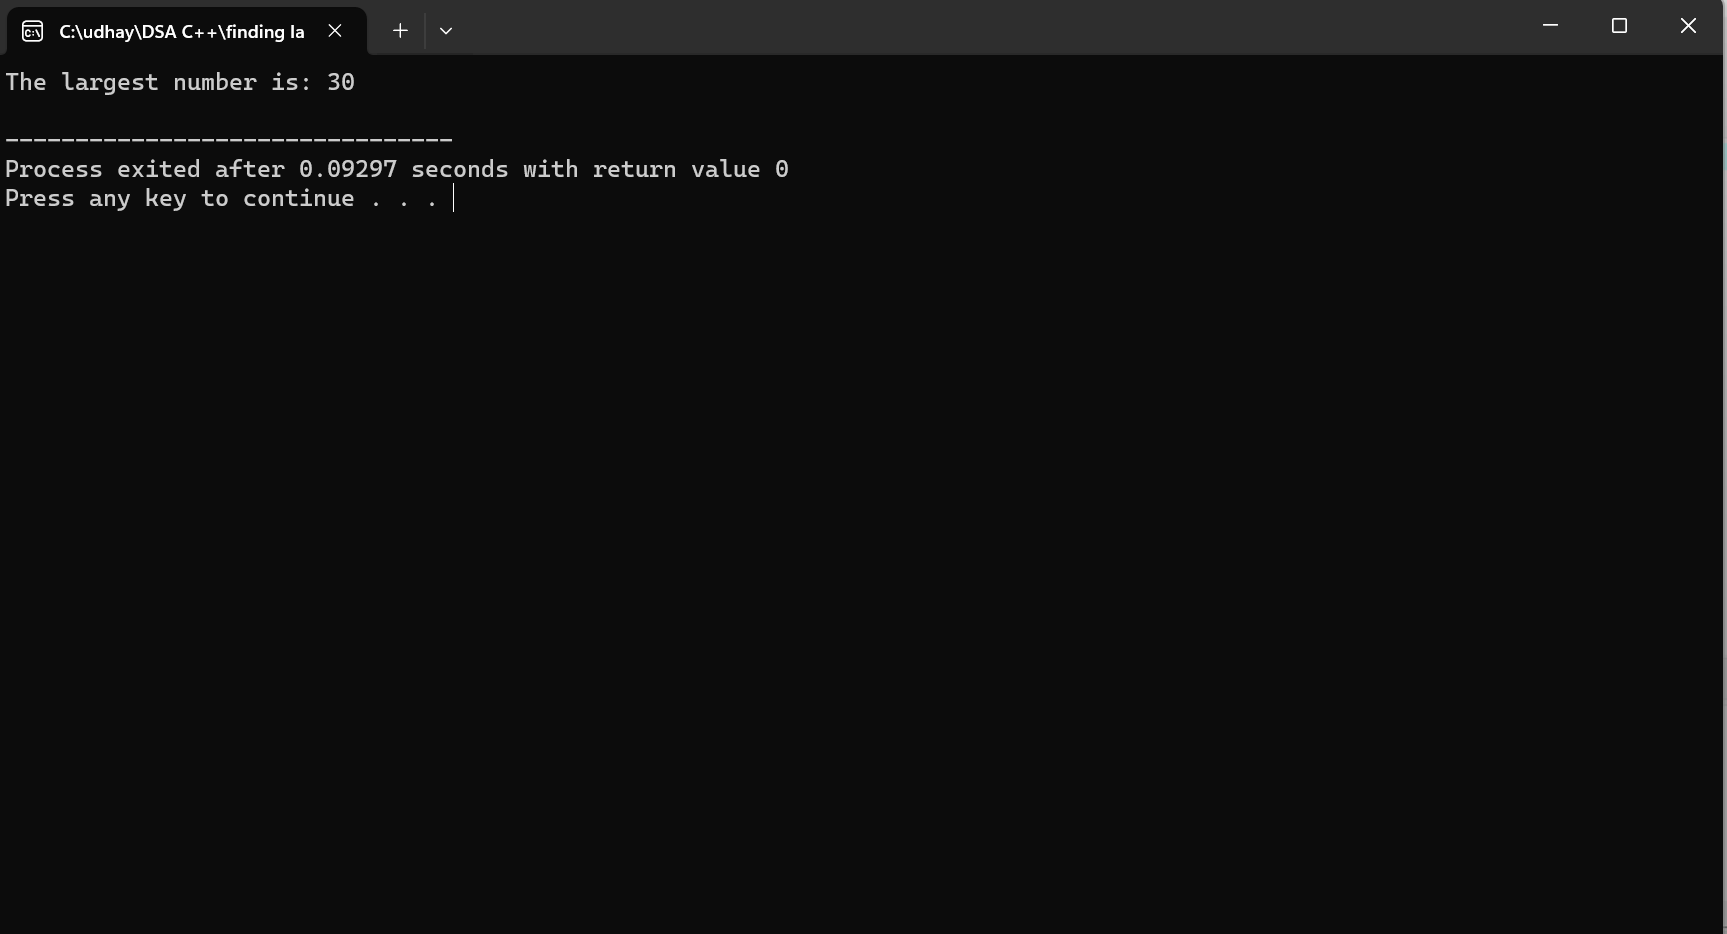 C:\udhay\DSA C++\finding la
The largest number is: 30
--------------------------------
Process exited after 0.09297 seconds with return value 0
Press any key to continue . . .